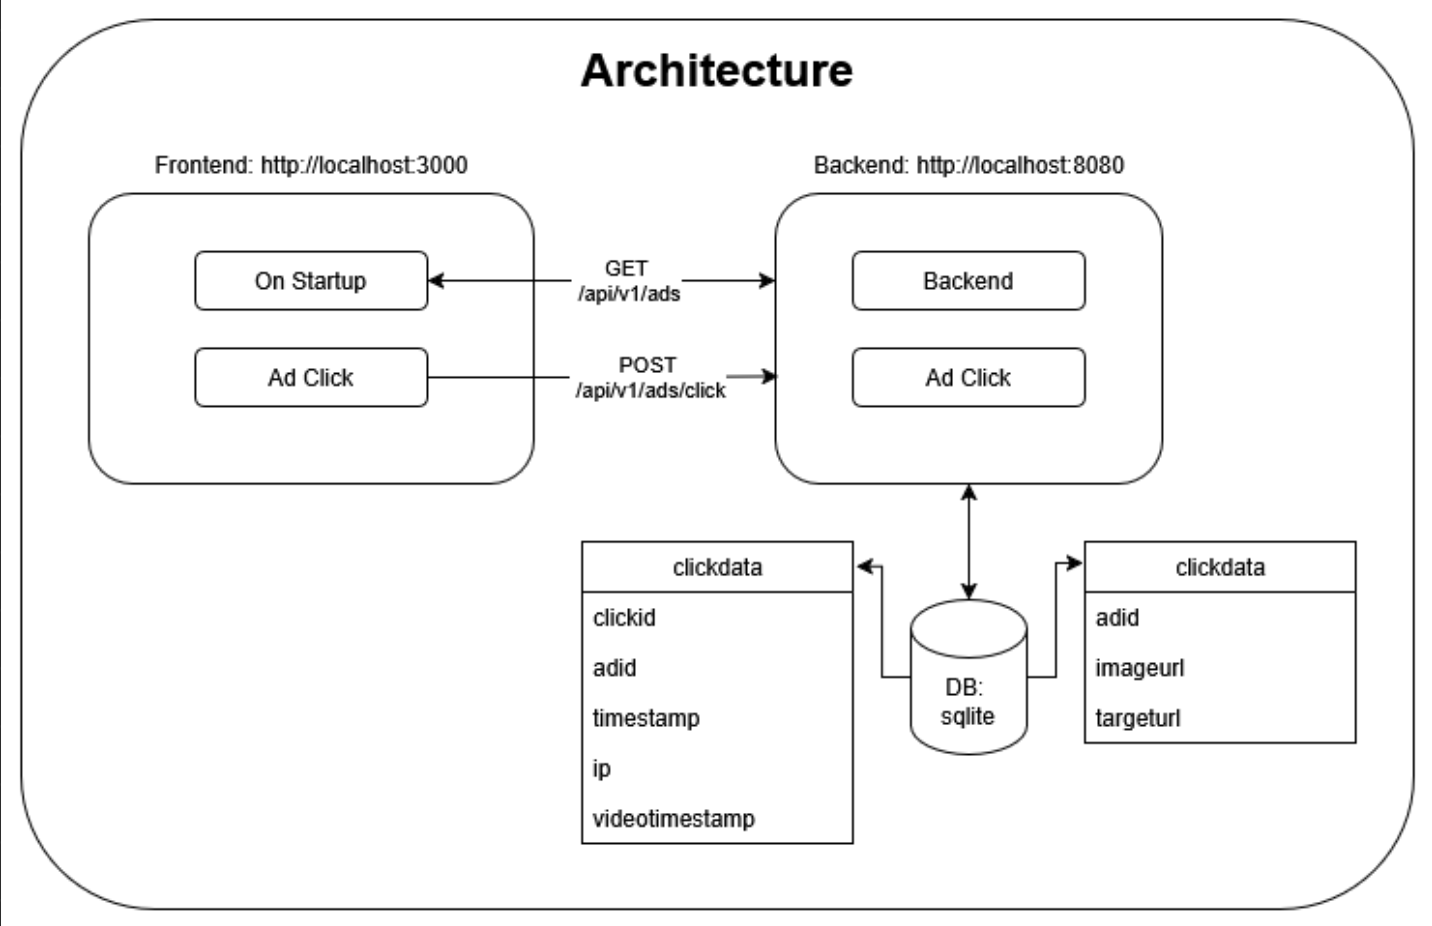 Architecture
Frontend: http://localhost:3000
Backend: http://localhost:8080
On Startup
GET
/api/v1/ads
Backend
Ad Click
POST
/api/v1/ads/click
Ad Click
clickdata
clickid
adid
timestamp
ip
videotimestamp
DB:
sqlite
clickdata
adid
imageurl
targeturl